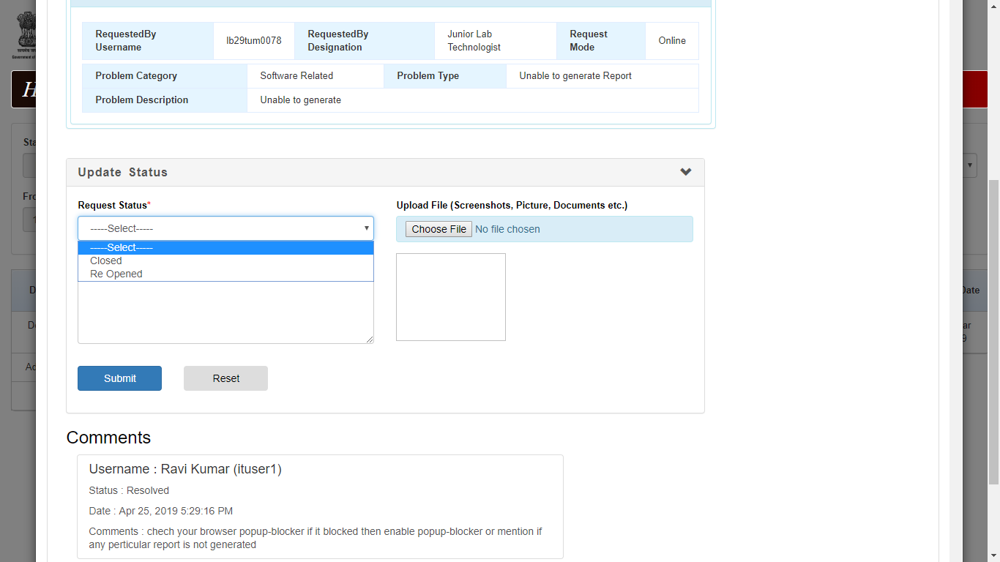 RequestedBy Username lb29tum0078 RequestedBy Designation Junior Lab Technologist Request Mode Online
Problem Category Software Related Problem Type Unable to generate Report
Problem Description Unable to generate
Update Status
Request Status*
Upload File (Screenshots, Picture, Documents etc.)
-----Select-----
Choose File No file chosen
-----Select-----
Closed
Re Opened
Submit Reset
Comments
Username : Ravi Kumar (ituser1)
Status : Resolved
Date : Apr 25, 2019 5:29:16 PM
Comments : chech your browser popup-blocker if it blocked then enable popup-blocker or mention if
any perticular report is not generated